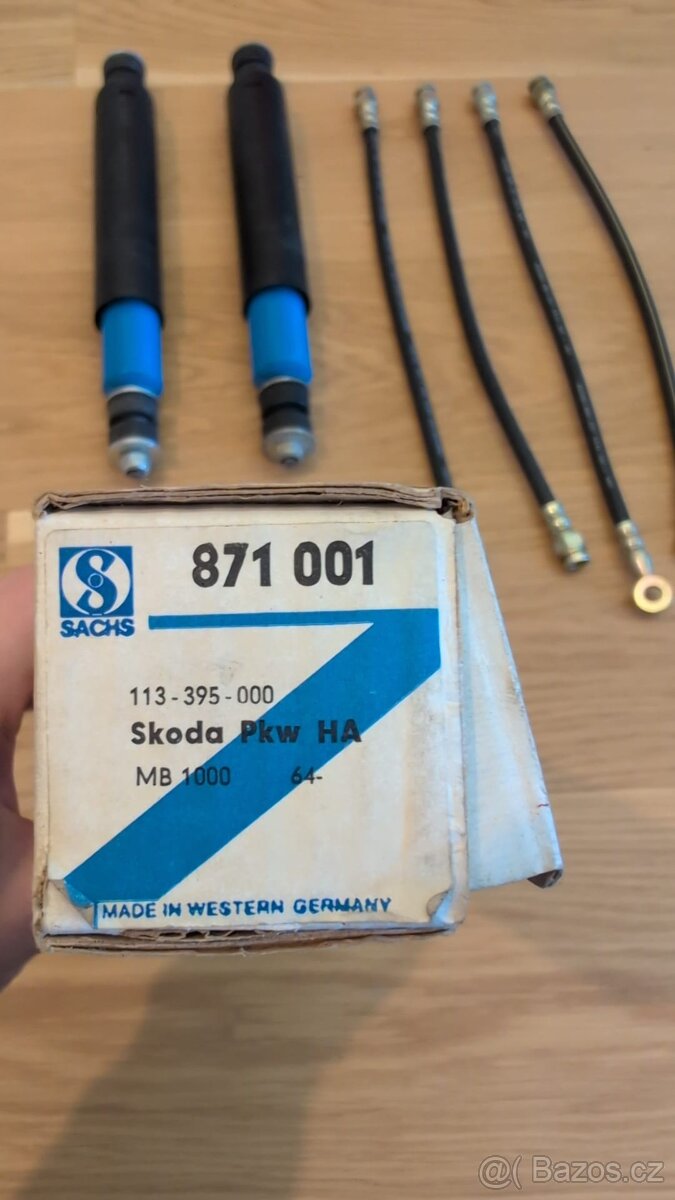 871 001
SACHS
113-395-000
Skoda Pkw HA
MB 1000 64-
MADE IN WESTERN GERMANY
@( Bazos.cz